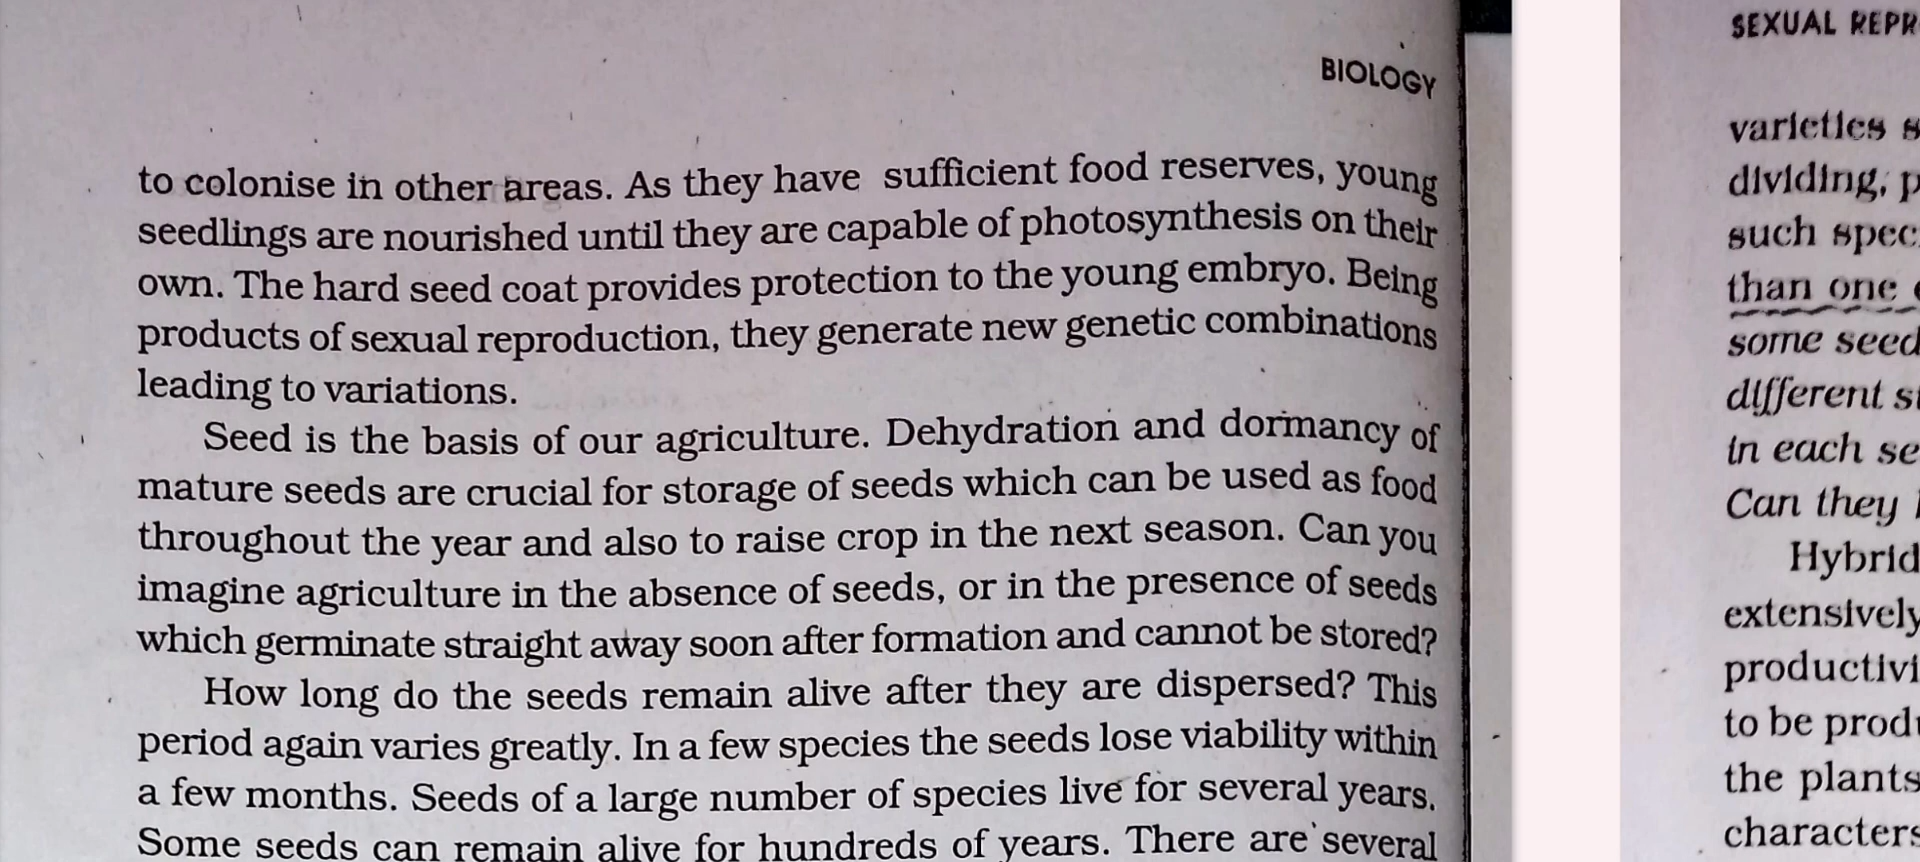 BIOLOGY
to colonise in other areas. As they have sufficient food reserves, young
seedlings are nourished until they are capable of photosynthesis on their
own. The hard seed coat provides protection to the young embryo. Being
products of sexual reproduction, they generate new genetic combinations
leading to variations.
Seed is the basis of our agriculture. Dehydration and dormancy of
mature seeds are crucial for storage of seeds which can be used as food
throughout the year and also to raise crop in the next season. Can you
imagine agriculture in the absence of seeds, or in the presence of seeds
which germinate straight away soon after formation and cannot be stored?
How long do the seeds remain alive after they are dispersed? This
period again varies greatly. In a few species the seeds lose viability within
a few months. Seeds of a large number of species live for several years.
Some seeds can remain alive for hundreds of years. There are several
SEXUAL REPR
varieties s
dividing, p
such spec
than one
some seed
different s
in each se
Can they
Hybrid
extensively
productivi
to be prod
the plants
characters